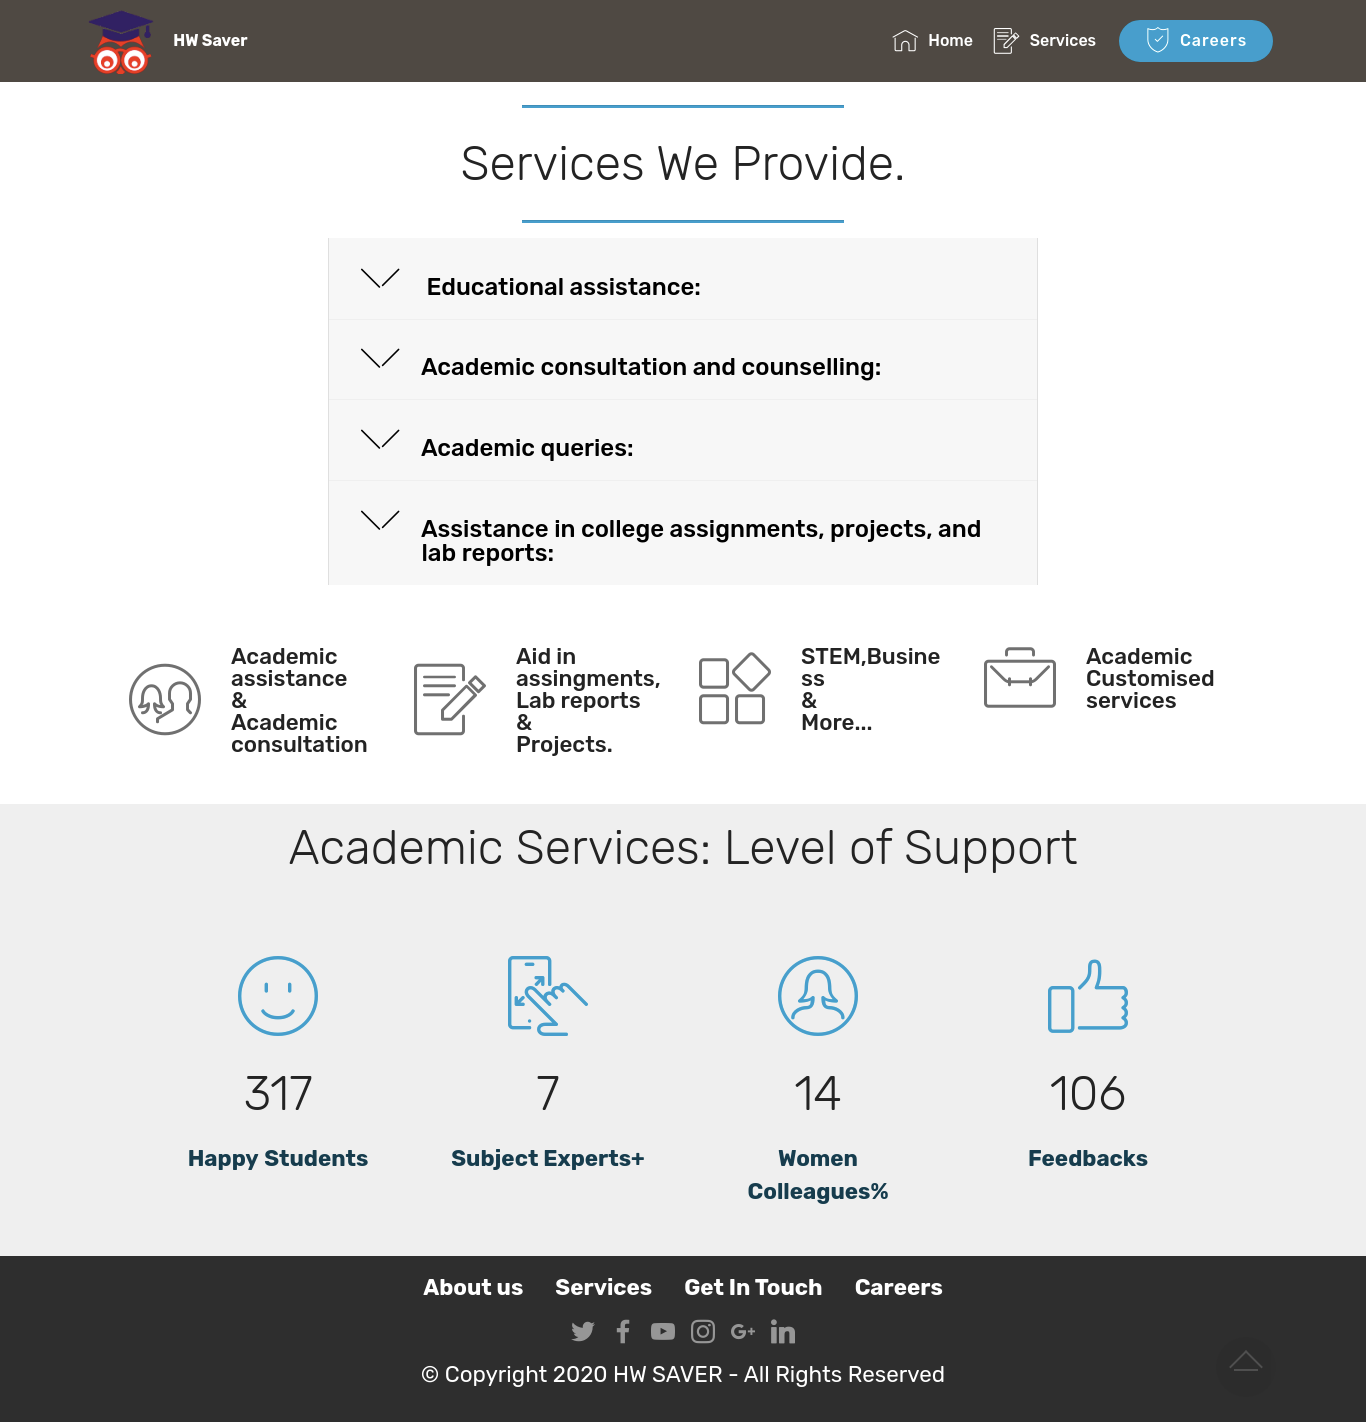 HW Saver
Home
Services
Careers
Services We Provide.
Educational assistance:
Academic consultation and counselling:
Academic queries:
Assistance in college assignments, projects, and
lab reports:
Academic
assistance
&
Academic
consultation
Aid in
assingments,
Lab reports
&
Projects.
STEM,Busine
ss
&
More...
Academic
Customised
services
Academic Services: Level of Support
317
Happy Students
7
Subject Experts+
14
Women
Colleagues%
106
Feedbacks
About us Services Get In Touch Careers
© Copyright 2020 HW SAVER - All Rights Reserved